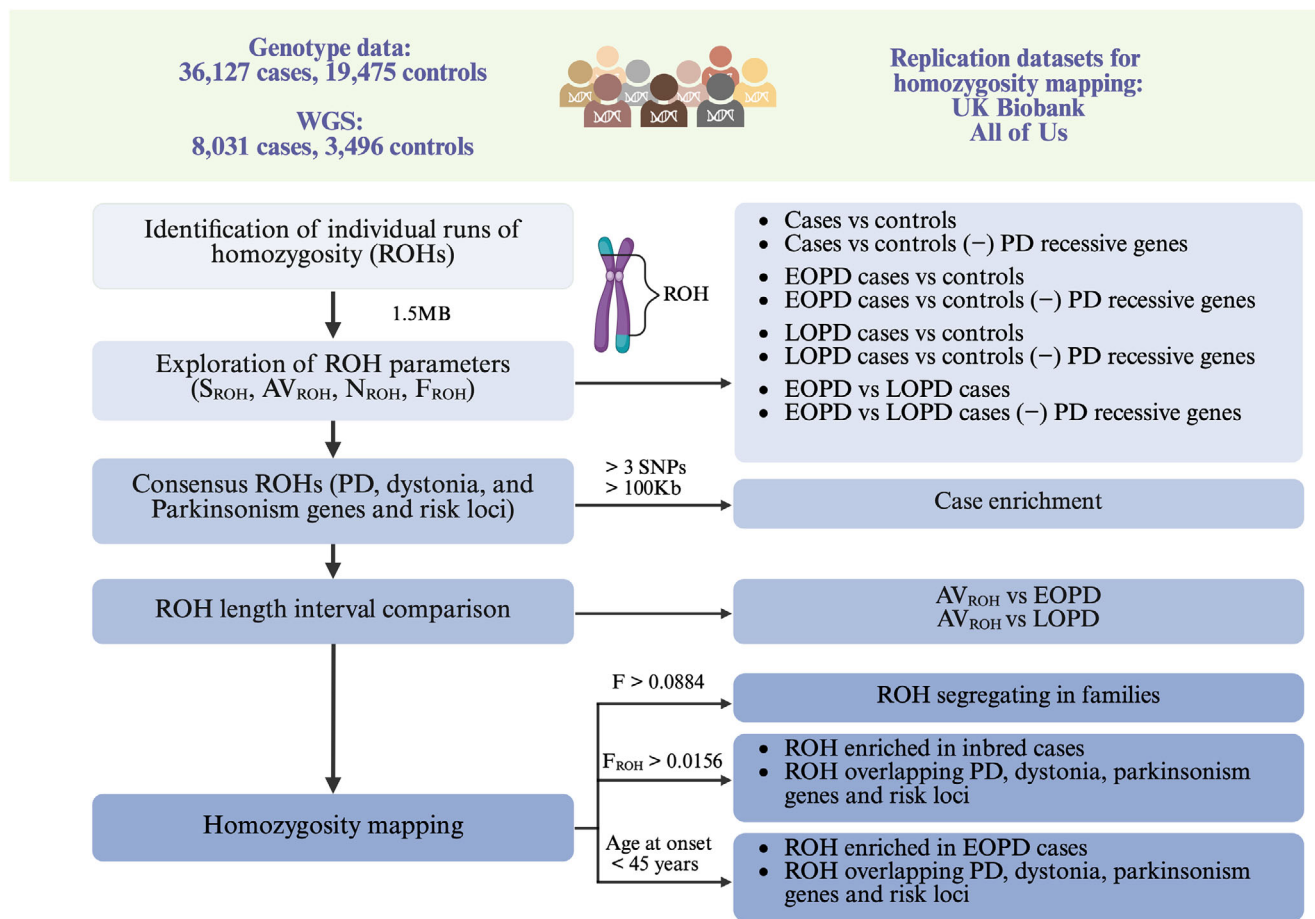 Genotype data:
36,127 cases, 19,475 controls
WGS:
8,031 cases, 3,496 controls
Replication datasets for
homozygosity mapping:
UK Biobank
All of Us
Identification of individual runs of
homozygosity (ROHs)
1.5MB
ROH
Exploration of ROH parameters
(SROH, AVROH, NROH, FROH)
• Cases vs controls
• Cases vs controls (−) PD recessive genes
• EOPD cases vs controls
• EOPD cases vs controls (−) PD recessive genes
• LOPD cases vs controls
• LOPD cases vs controls (−) PD recessive genes
• EOPD vs LOPD cases
• EOPD vs LOPD cases (−) PD recessive genes
Consensus ROHs (PD, dystonia, and
Parkinsonism genes and risk loci)
> 3 SNPs
> 100Kb
Case enrichment
ROH length interval comparison
AVROH vs EOPD
AVROH vs LOPD
Homozygosity mapping
F > 0.0884
ROH segregating in families
FROH > 0.0156
• ROH enriched in inbred cases
• ROH overlapping PD, dystonia, parkinsonism
genes and risk loci
Age at onset
< 45 years
• ROH enriched in EOPD cases
• ROH overlapping PD, dystonia, parkinsonism
genes and risk loci